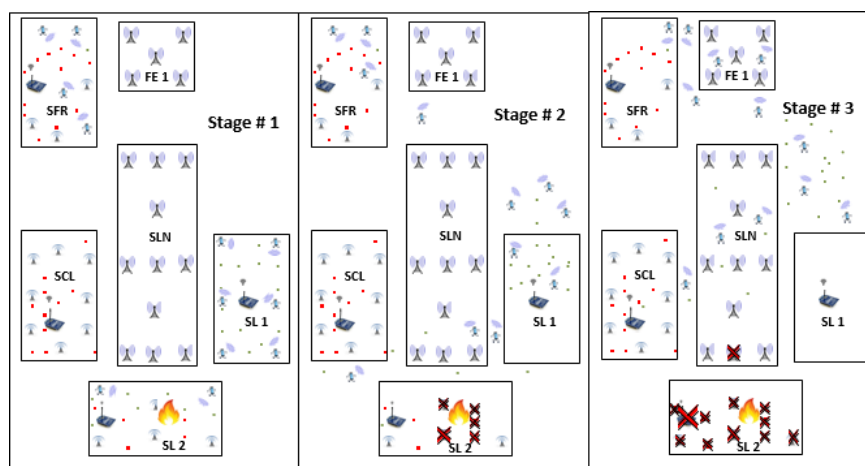 FE 1
SFR
Stage # 1
SLN
SCL
SL 1
SL 2
FE 1
SFR
Stage # 2
SLN
SCL
SL 1
SL 2
FE 1
SFR
Stage # 3
SLN
SCL
SL 1
SL 2